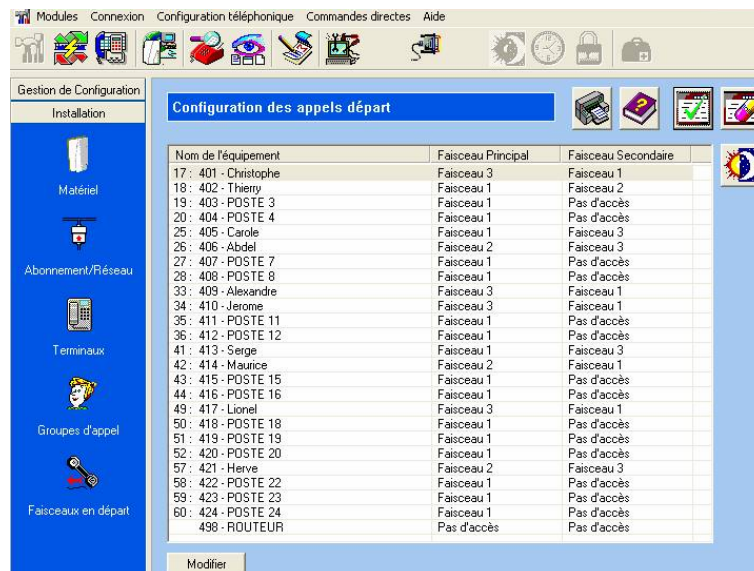 Modules Connexion Configuration téléphonique Commandes directes Aide
Gestion de Configuration
Installation
Matériel
Abonnement/Réseau
Terminaux
Groupes d'appel
Faisceaux en départ
Configuration des appels départ
Nom de l'équipement Faisceau Principal Faisceau Secondaire
17 : 401 - Christophe Faisceau 3 Faisceau 1
18 : 402 - Thierry Faisceau 1 Faisceau 2
19 : 403 - POSTE 3 Faisceau 1 Pas d'accès
20 : 404 - POSTE 4 Faisceau 1 Pas d'accès
25 : 405 - Carole Faisceau 1 Faisceau 3
26 : 406 - Abdel Faisceau 2 Faisceau 3
27 : 407 - POSTE 7 Faisceau 1 Pas d'accès
28 : 408 - POSTE 8 Faisceau 1 Pas d'accès
33 : 409 - Alexandre Faisceau 3 Faisceau 1
34 : 410 - Jerome Faisceau 3 Faisceau 1
35 : 411 - POSTE 11 Faisceau 1 Pas d'accès
36 : 412 - POSTE 12 Faisceau 1 Pas d'accès
41 : 413 - Serge Faisceau 1 Faisceau 3
42 : 414 - Maurice Faisceau 2 Faisceau 1
43 : 415 - POSTE 15 Faisceau 1 Pas d'accès
44 : 416 - POSTE 16 Faisceau 1 Pas d'accès
49 : 417 - Lionel Faisceau 3 Faisceau 1
50 : 418 - POSTE 18 Faisceau 1 Pas d'accès
51 : 419 - POSTE 19 Faisceau 1 Pas d'accès
52 : 420 - POSTE 20 Faisceau 1 Pas d'accès
57 : 421 - Herve Faisceau 2 Faisceau 3
58 : 422 - POSTE 22 Faisceau 1 Pas d'accès
59 : 423 - POSTE 23 Faisceau 1 Pas d'accès
60 : 424 - POSTE 24 Faisceau 1 Pas d'accès
498 - ROUTEUR Pas d'accès Pas d'accès
Modifier